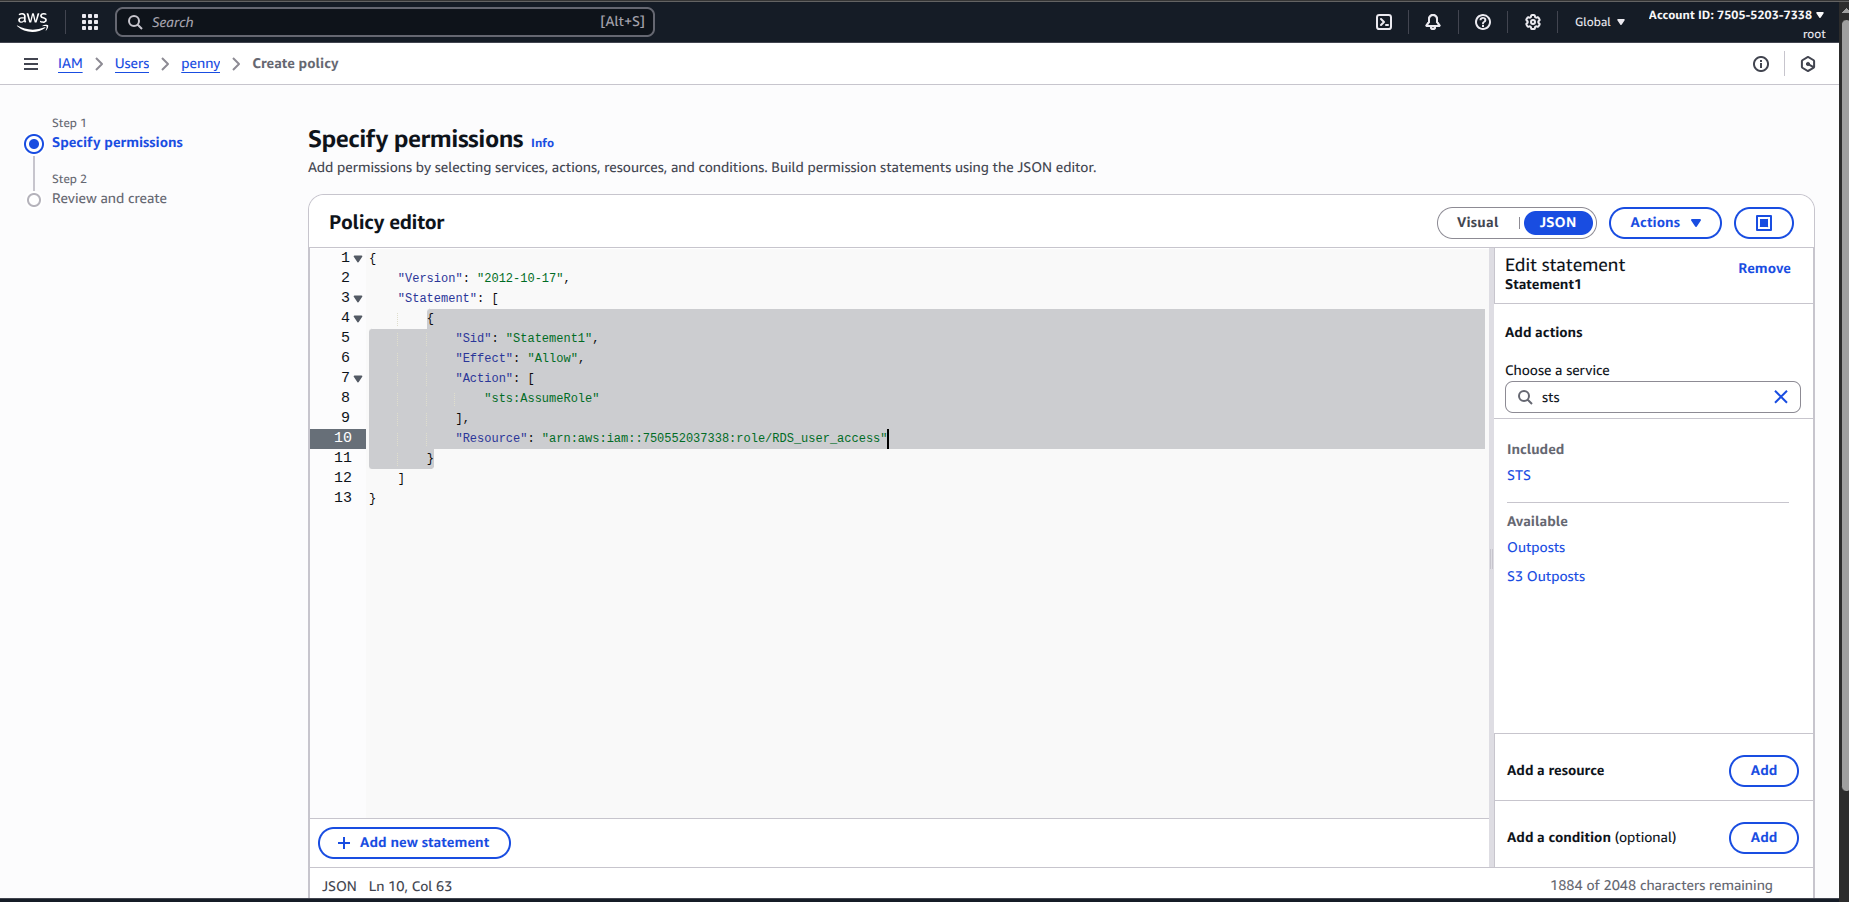 aws
Search
[Alt+S]
Global
Account ID: 7505-5203-7338
root
IAM
Users
penny
Create policy
Step 1
Specify permissions
Step 2
Review and create
Specify permissions Info
Add permissions by selecting services, actions, resources, and conditions. Build permission statements using the JSON editor.
Policy editor
Visual
JSON
Actions
1 {
2 "Version": "2012-10-17",
3 "Statement": [
4 {
5 "Sid": "Statement1",
6 "Effect": "Allow",
7 "Action": [
8 "sts:AssumeRole"
9 ],
10 "Resource": "arn:aws:iam::750552037338:role/RDS_user_access"
11 }
12 ]
13 }
Edit statement
Remove
Statement1
Add actions
Choose a service
sts
Included
STS
Available
Outposts
S3 Outposts
Add a resource
Add
Add a condition (optional)
Add
+ Add new statement
JSON Ln 10, Col 63
1884 of 2048 characters remaining